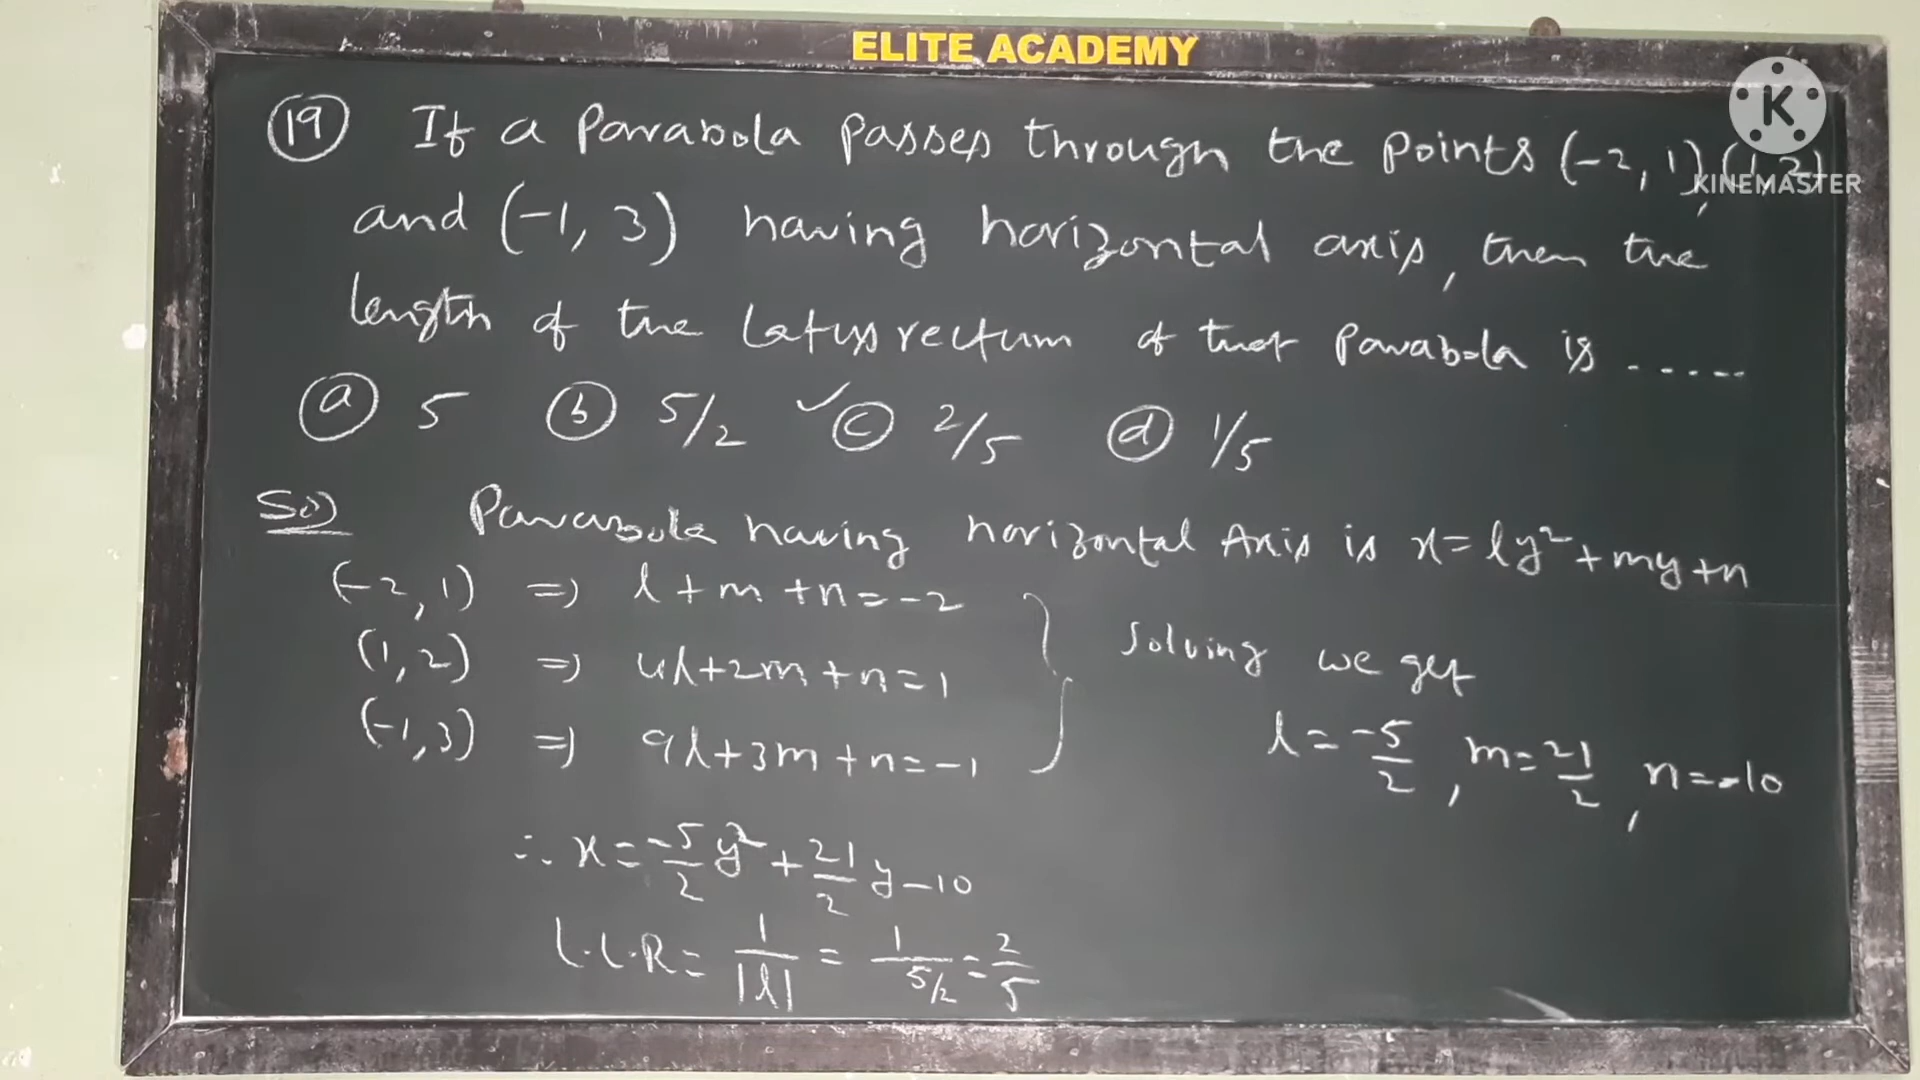 ELITE ACADEMY
(19) If a Parabola passes through the points (-2, 1), (1, 2)
KINEMASTER
and (-1, 3) having horizontal axis, then the
length of the Latusrectum of that Parabola is .....
(a) 5 (b) 5/2 ✓(c) 2/5 (d) 1/5
Sol Parabola having horizontal Axis is x=ly²+my+n
(-2, 1) => l+m+n=-2
(1, 2) => 4l+2m+n=1
(-1, 3) => 9l+3m+n=-1
Solving we get
l=-5/2, m=21/2, n=-10
∴ x=-5/2 y²+21/2 y-10
L.L.R= 1/|l| = 1/5/2 = 2/5